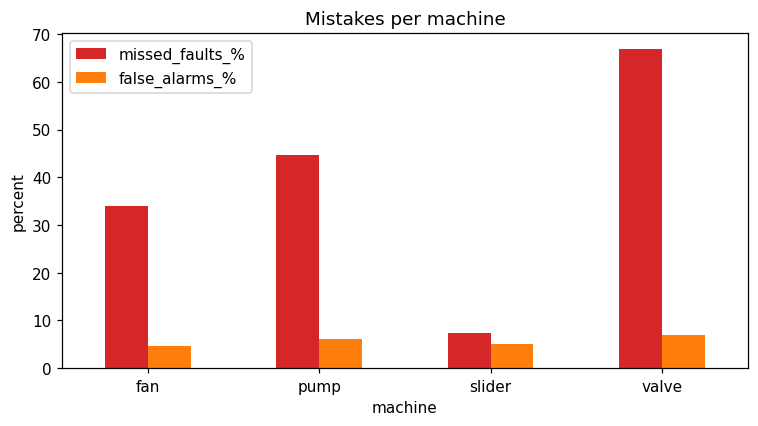 Mistakes per machine
missed_faults_%
false_alarms_%
percent
70
60
50
40
30
20
10
0
fan pump slider valve
machine